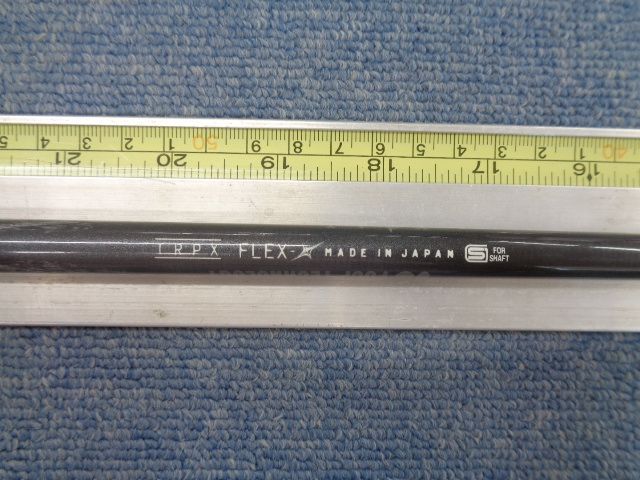 5 4 3 2 1 50 9 8 7 6 5 4 3 2 1 40
21 20 19 18 17 16
TRPX FLEX- MADE IN JAPAN S FOR
SHAFT